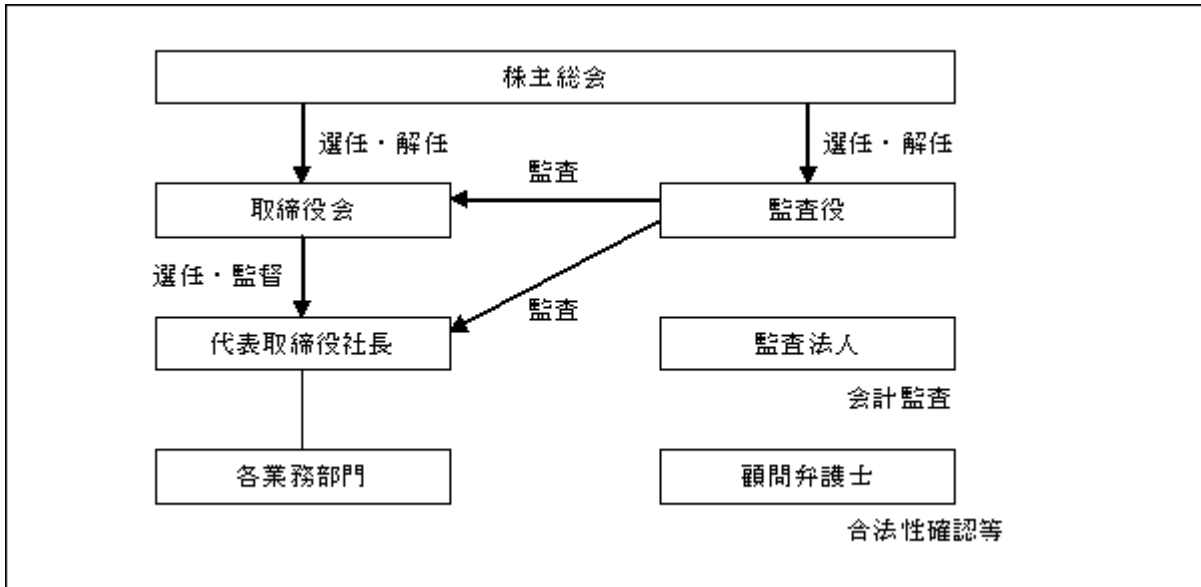 株主総会
選任・解任
選任・解任
監査
取締役会
監査役
選任・監督
監査
代表取締役社長
監査法人
会計監査
各業務部門
顧問弁護士
合法性確認等